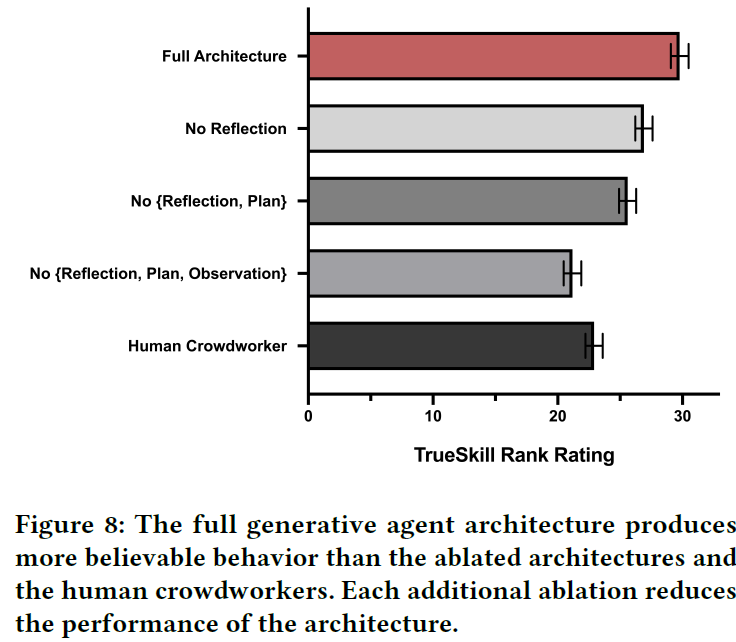 Full Architecture
No Reflection
No {Reflection, Plan}
No {Reflection, Plan, Observation}
Human Crowdworker
0 10 20 30
TrueSkill Rank Rating
Figure 8: The full generative agent architecture produces
more believable behavior than the ablated architectures and
the human crowdworkers. Each additional ablation reduces
the performance of the architecture.